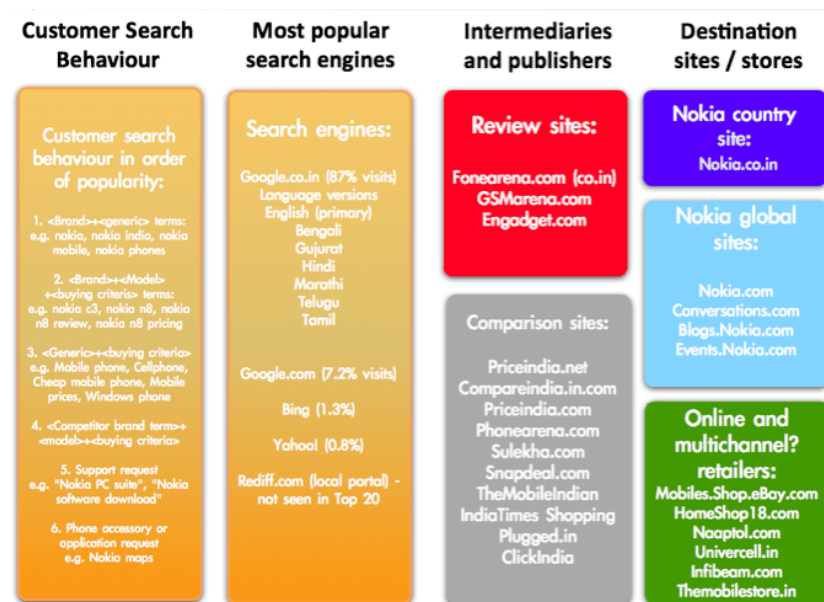 Customer Search
Behaviour
Most popular
search engines
Intermediaries
and publishers
Destination
sites / stores
Customer search
behaviour in order
of popularity:
1. <Brand>+<generic> terms:
e.g. nokia, nokia india, nokia
mobile, nokia phones
2. <Brand>+<Model>
+<buying criteris> terms:
e.g. nokia c3, nokia n8, nokia
n8 review, nokia n8 pricing
3. <Generic>+<buying criteria>
e.g. Mobile phone, Cellphone,
Cheap mobile phone, Mobile
prices, Windows phone
4. <Competitor brand term>+
<model>+<buying criteria>
5. Support request
e.g. "Nokia PC suite", "Nokia
software download"
6. Phone accessory or
application request
e.g. Nokia maps
Search engines:
Google.co.in (87% visits)
Language versions
English (primary)
Bengali
Gujurat
Hindi
Marathi
Telugu
Tamil
Google.com (7.2% visits)
Bing (1.3%)
Yahoo! (0.8%)
Rediff.com (local portal) -
not seen in Top 20
Review sites:
Fonearena.com (co.in)
GSMarena.com
Engadget.com
Comparison sites:
Priceindia.net
Compareindia.in.com
Priceindia.com
Phonearena.com
Sulekha.com
Snapdeal.com
TheMobileIndian
IndiaTimes Shopping
Plugged.in
ClickIndia
Nokia country
site:
Nokia.co.in
Nokia global
sites:
Nokia.com
Conversations.com
Blogs.Nokia.com
Events.Nokia.com
Online and
multichannel?
retailers:
Mobiles.Shop.eBay.com
HomeShop18.com
Naaptol.com
Univercell.in
Infibeam.com
Themobilestore.in